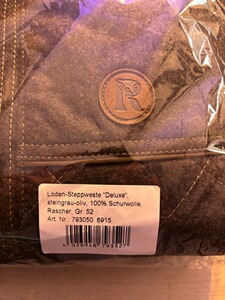 R
Loden-Steppweste "Deluxe",
steingrau-oliv, 100% Schurwolle,
Rascher, Gr. 52
Art. Nr.: 793050 6915